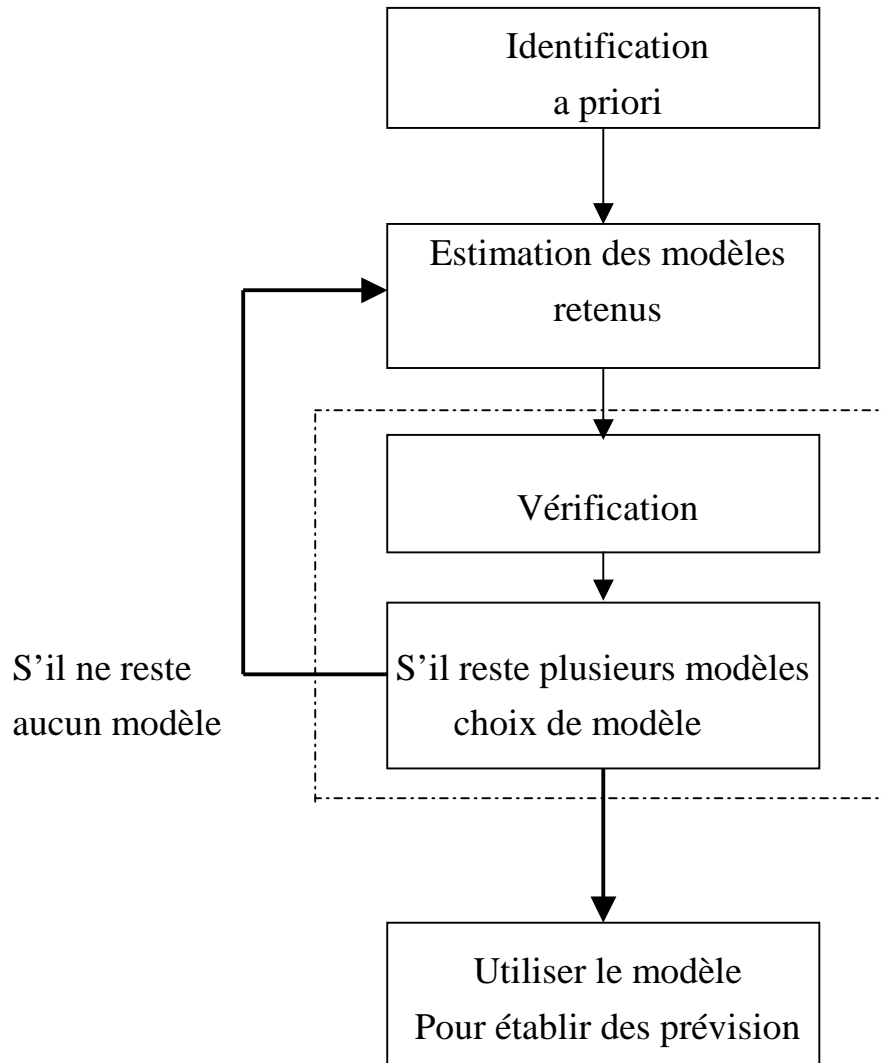 Identification
a priori
Estimation des modèles
retenus
Vérification
S’il ne reste
aucun modèle
S’il reste plusieurs modèles
choix de modèle
Utiliser le modèle
Pour établir des prévision